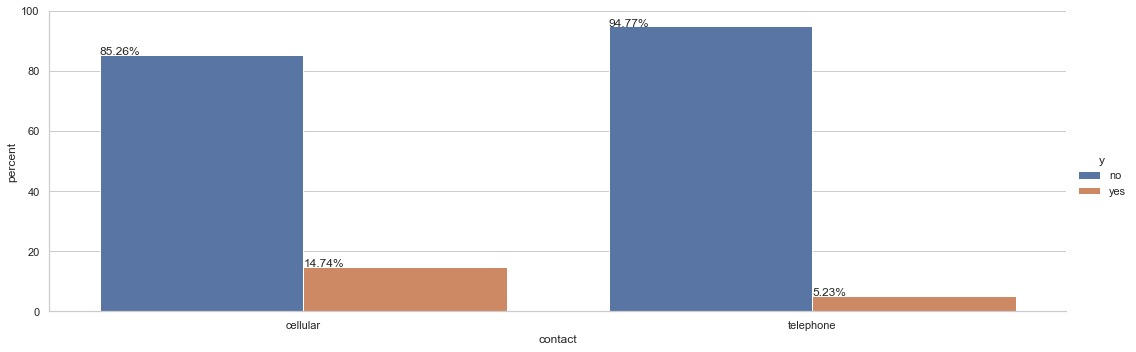 100
80
60
40
20
0
percent
85.26%
14.74%
94.77%
5.23%
cellular
telephone
contact
y
no
yes